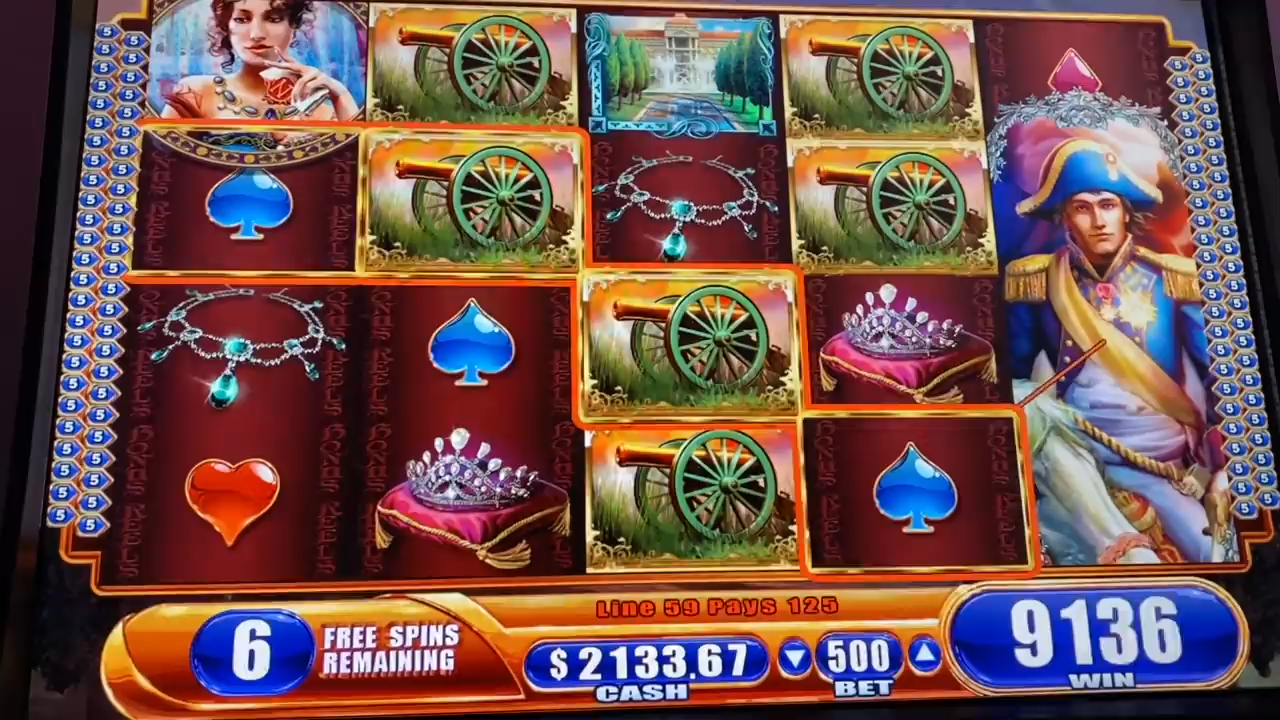 Line 59 Pays 125
6
FREE SPINS
REMAINING
$2133.67
CASH
500
BET
9136
WIN